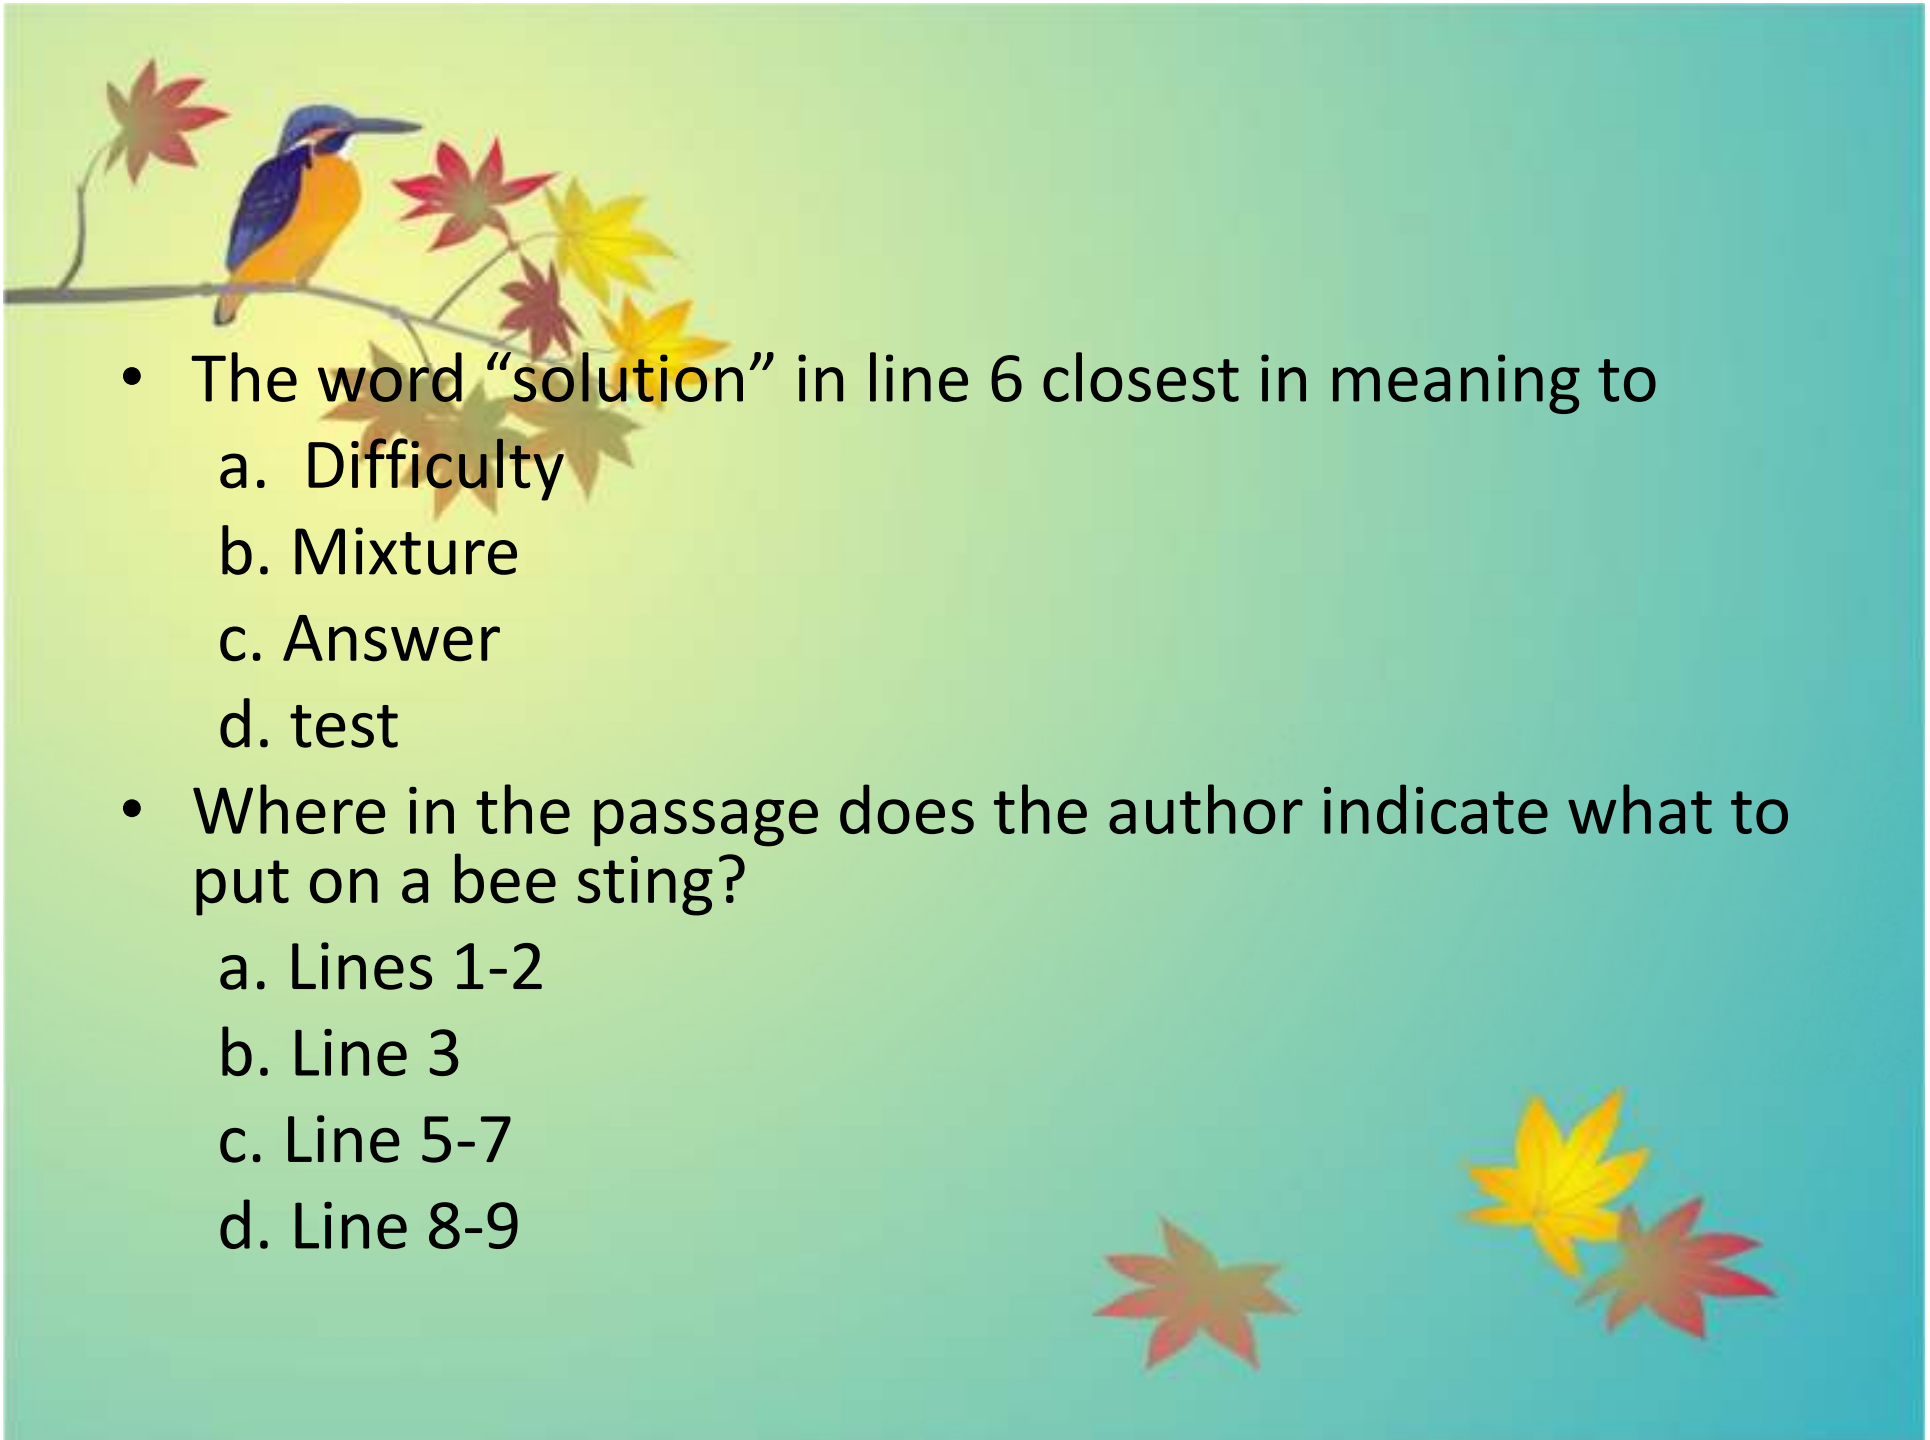 • The word “solution” in line 6 closest in meaning to
a. Difficulty
b. Mixture
c. Answer
d. test
• Where in the passage does the author indicate what to
put on a bee sting?
a. Lines 1-2
b. Line 3
c. Line 5-7
d. Line 8-9